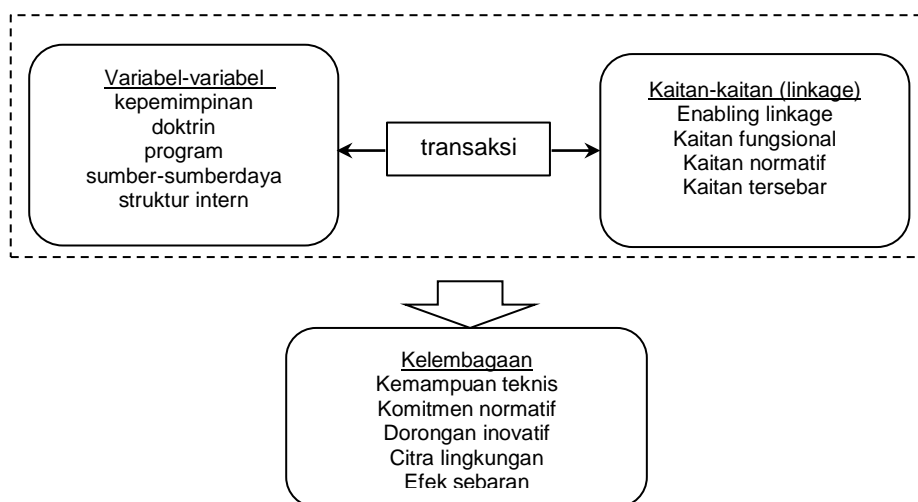 Variabel-variabel
kepemimpinan
doktrin
program
sumber-sumberdaya
struktur intern
transaksi
Kaitan-kaitan (linkage)
Enabling linkage
Kaitan fungsional
Kaitan normatif
Kaitan tersebar
Kelembagaan
Kemampuan teknis
Komitmen normatif
Dorongan inovatif
Citra lingkungan
Efek sebaran